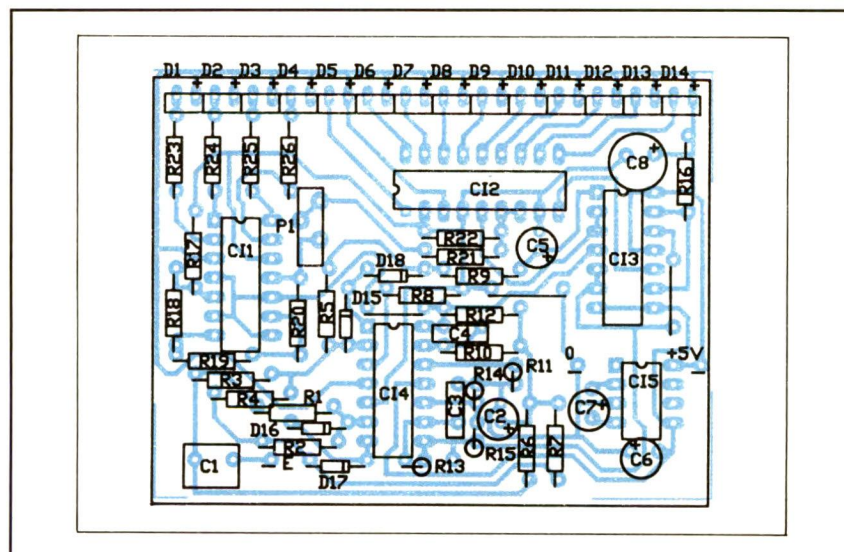 D1 D2 D3 D4 D5 D6 D7 D8 D9 D10 D11 D12 D13 D14
+ + + + + + + + + + + + + +
R23 R24 R25 R26 C8 + R16
CI2
P1
R17 CI1 R22 C5 + CI3
R21
D18 R9
R18 R20 R5 D15 R8
R12
C4
R19 R10 0 +5V
R3 R14 R11 - -
R4 R1 CI4 C3 CI5
D16 C2 + C7 +
R2 R15 R6 R7 + C6
C1 E D17 R13